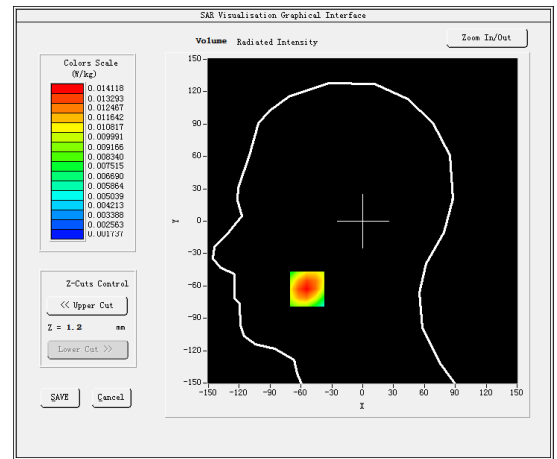 SAR Visualisation Graphical Interface
Volume Radiated Intensity
Zoom In/Out
Colors Scale
(W/kg)
0.014118
0.013293
0.012467
0.011642
0.010817
0.009991
0.009166
0.008340
0.007515
0.006690
0.005864
0.005039
0.004213
0.003388
0.002563
0.001737
Z-Cuts Control
<< Upper Cut
Z = 1.2 mm
Lower Cut >>
SAVE Cancel
150
120
90
60
30
0
-30
-60
-90
-120
-150
Y
-150 -120 -90 -60 -30 0 30 60 90 120 150
X